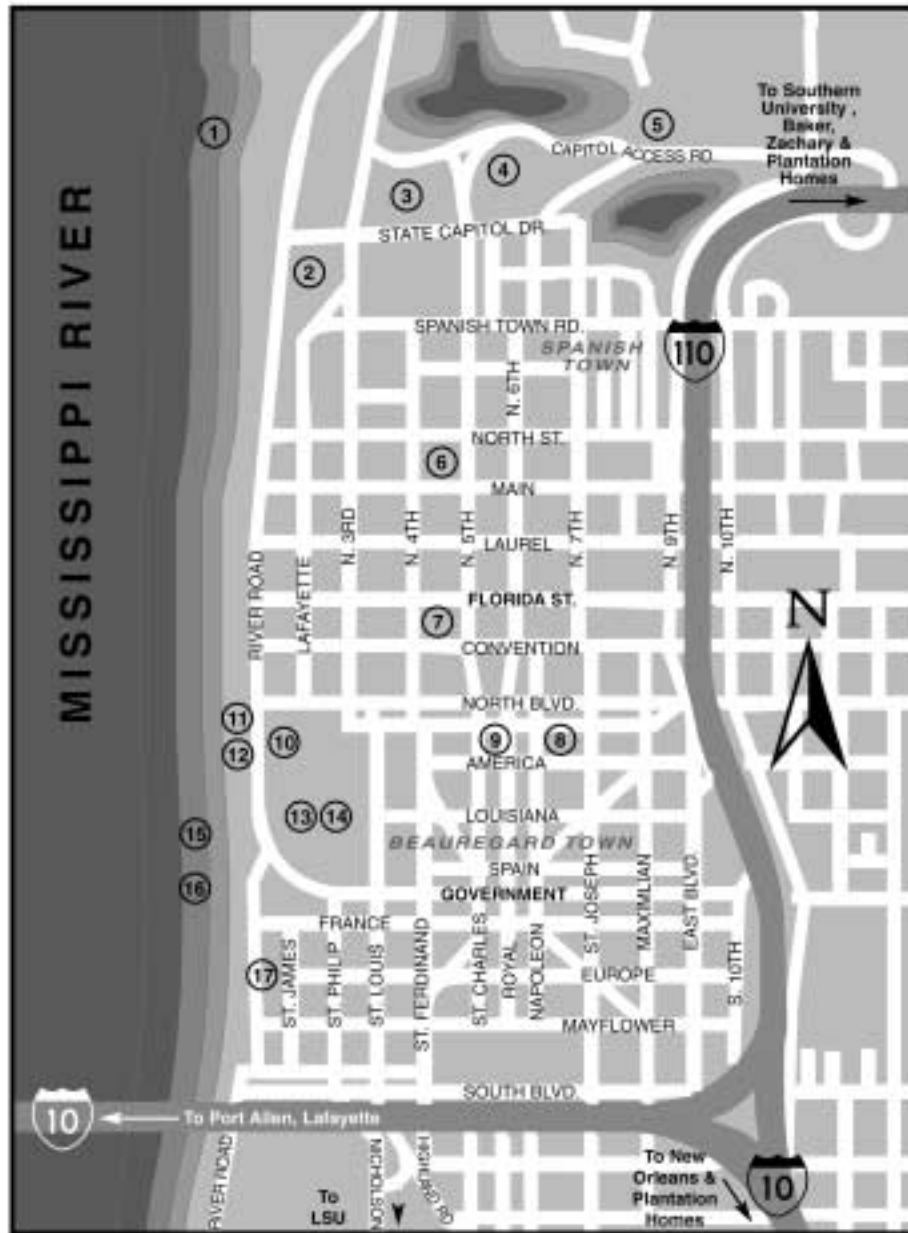 To Southern
University ,
Baker,
Zachary &
Plantation
Homes
1
5
CAPITOL ACCESS RD.
4
3
STATE CAPITOL DR.
2
MISSISSIPPI RIVER
SPANISH TOWN RD.
SPANISH
TOWN
110
N. 6TH
NORTH ST.
6
MAIN
N. 3RD
N. 4TH
N. 5TH
N. 7TH
N. 9TH
N. 10TH
LAUREL
RIVER ROAD
LAFAYETTE
FLORIDA ST.
N
7
CONVENTION
NORTH BLVD.
11
10
9
8
12
AMERICA
13
14
LOUISIANA
15
BEAUREGARD TOWN
SPAIN
16
GOVERNMENT
FRANCE
ST. JOSEPH
MAXIMLIAN
EAST BLVD.
17
ST. JAMES
ST. PHILIP
ST. LOUIS
ST. FERDINAND
ST. CHARLES
ROYAL
NAPOLEON
EUROPE
S. 10TH
MAYFLOWER
SOUTH BLVD.
10
To Port Allen, Lafayette
RIVER ROAD
To
LSU
NICHOLSON
HIGHLAND RD
To New
Orleans &
Plantation
Homes
10